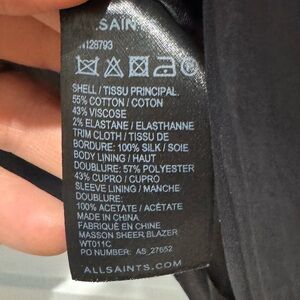 ALLSAINTS
N126793
SHELL / TISSU PRINCIPAL
55% COTTON / COTON
43% VISCOSE
2% ELASTANE / ELASTHANNE
TRIM CLOTH / TISSU DE
BORDURE: 100% SILK / SOIE
BODY LINING / HAUT
DOUBLURE: 57% POLYESTER
43% CUPRO / CUPRO
SLEEVE LINING / MANCHE
DOUBLURE:
100% ACETATE / ACÉTATE
MADE IN CHINA
FABRIQUÉ EN CHINE
MASSON SHEER BLAZER
WT011C
PO NUMBER: AS_27652
ALLSAINTS.COM